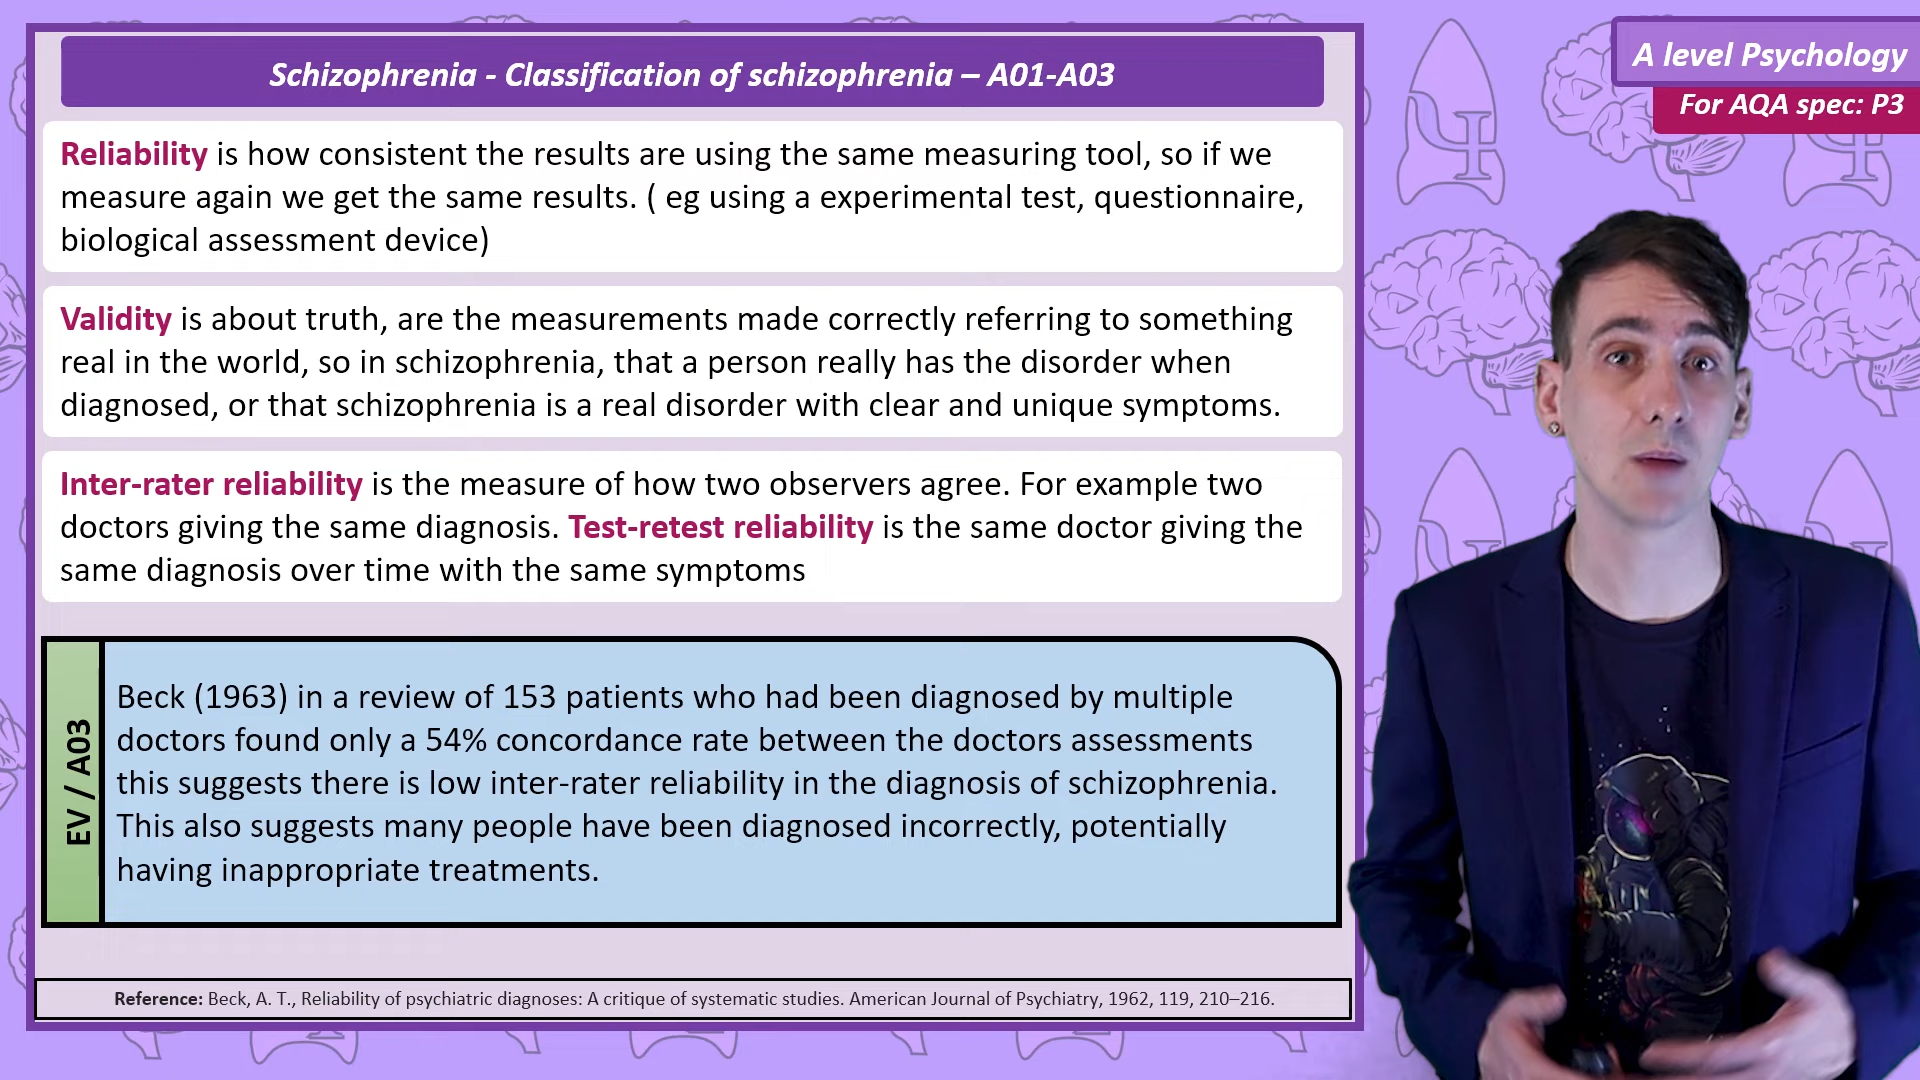 Schizophrenia - Classification of schizophrenia – A01-A03
A level Psychology
For AQA spec: P3
Reliability is how consistent the results are using the same measuring tool, so if we
measure again we get the same results. ( eg using a experimental test, questionnaire,
biological assessment device)
Validity is about truth, are the measurements made correctly referring to something
real in the world, so in schizophrenia, that a person really has the disorder when
diagnosed, or that schizophrenia is a real disorder with clear and unique symptoms.
Inter-rater reliability is the measure of how two observers agree. For example two
doctors giving the same diagnosis. Test-retest reliability is the same doctor giving the
same diagnosis over time with the same symptoms
EV / A03
Beck (1963) in a review of 153 patients who had been diagnosed by multiple
doctors found only a 54% concordance rate between the doctors assessments
this suggests there is low inter-rater reliability in the diagnosis of schizophrenia.
This also suggests many people have been diagnosed incorrectly, potentially
having inappropriate treatments.
Reference: Beck, A. T., Reliability of psychiatric diagnoses: A critique of systematic studies. American Journal of Psychiatry, 1962, 119, 210–216.